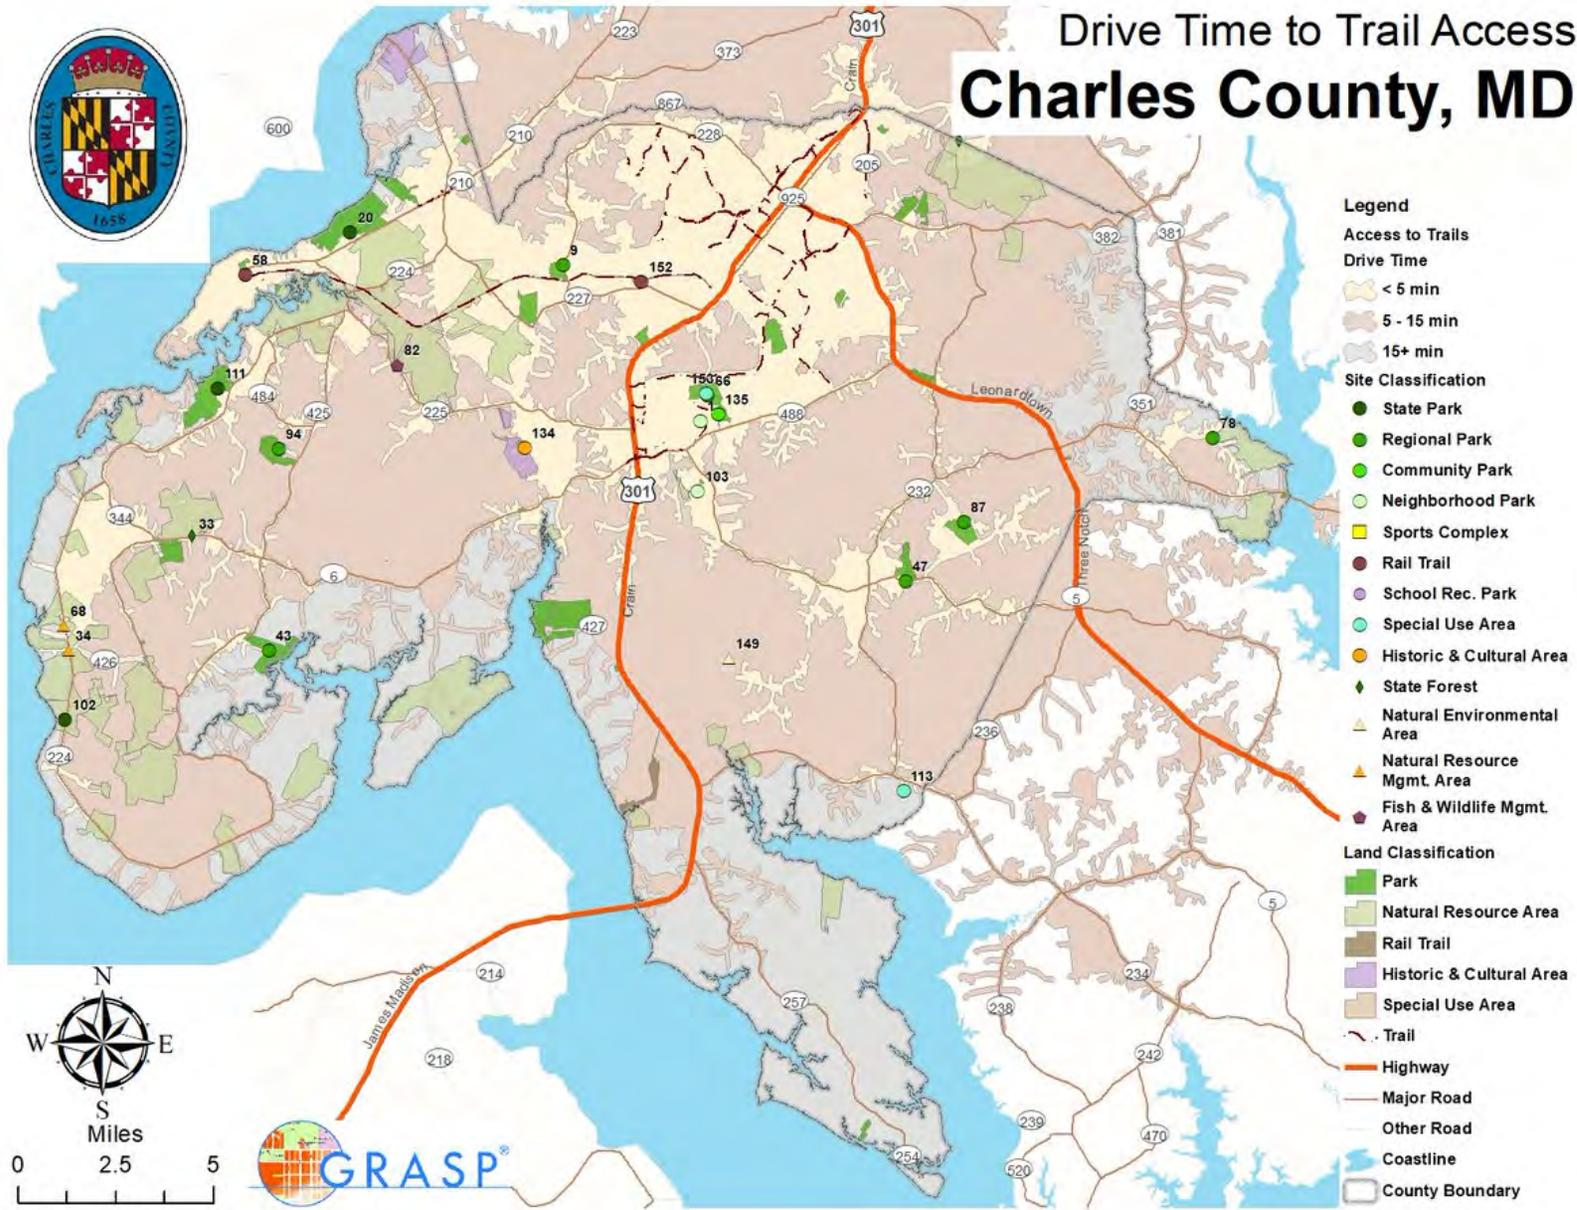 Drive Time to Trail Access
Charles County, MD
CHARLES COUNTY
1658
301
Crain
223
373
600
867
210
228
205
210
925
20
382
381
58
224
9
152
227
82
111
153
66
135
Leonardtown
484
425
225
488
351
78
94
134
301
103
232
87
344
33
Three Notch
47
6
5
Crain
427
68
34
43
426
149
102
236
224
113
5
James Madison
214
234
257
238
218
242
239
470
254
520
Legend
Access to Trails
Drive Time
< 5 min
5 - 15 min
15+ min
Site Classification
State Park
Regional Park
Community Park
Neighborhood Park
Sports Complex
Rail Trail
School Rec. Park
Special Use Area
Historic & Cultural Area
State Forest
Natural Environmental
Area
Natural Resource
Mgmt. Area
Fish & Wildlife Mgmt.
Area
Land Classification
Park
Natural Resource Area
Rail Trail
Historic & Cultural Area
Special Use Area
Trail
Highway
Major Road
Other Road
Coastline
County Boundary
N
W
E
S
Miles
0 2.5 5
GRASP®